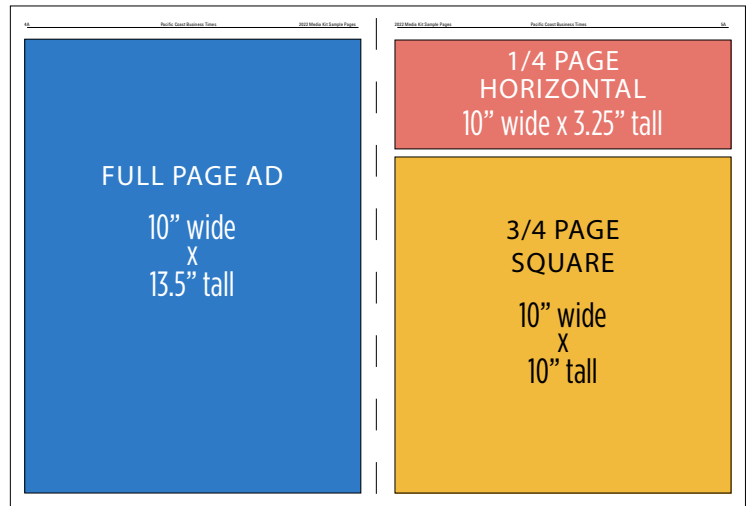 4A Pacific Coast Business Times 2022 Media Kit Sample Pages
FULL PAGE AD
10” wide
x
13.5” tall
2022 Media Kit Sample Pages Pacific Coast Business Times 5A
1/4 PAGE
HORIZONTAL
10” wide x 3.25” tall
3/4 PAGE
SQUARE
10” wide
x
10” tall